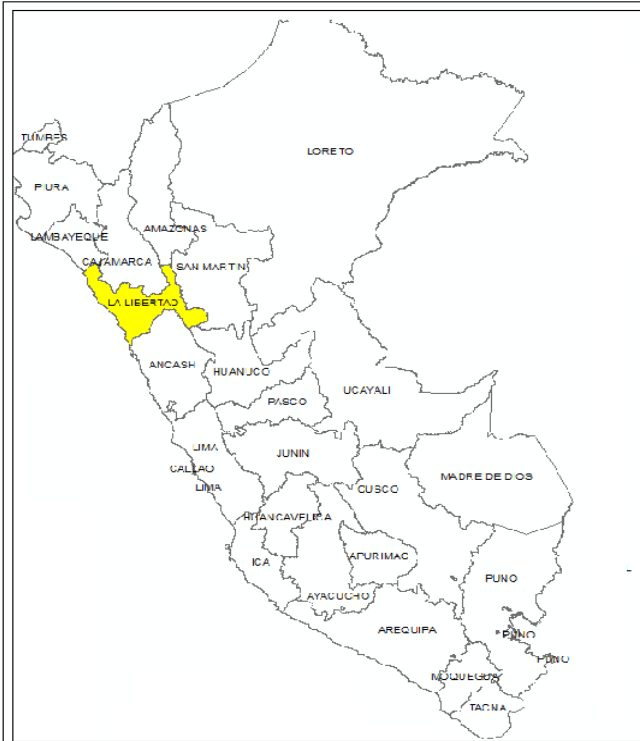 LORETO
TUMBES
PIURA
AMAZONAS
LAMBAYEQUE
CAJAMARCA
SAN MARTIN
LA LIBERTAD
ANCASH
HUANUCO
UCAYALI
PASCO
LIMA
JUNIN
CALLAO
MADRE DE DIOS
LIMA
CUSCO
HUANCAVELICA
ICA
APURIMAC
PUNO
AYACUCHO
AREQUIPA
PUNO
PUNO
MOQUEGUA
TACNA